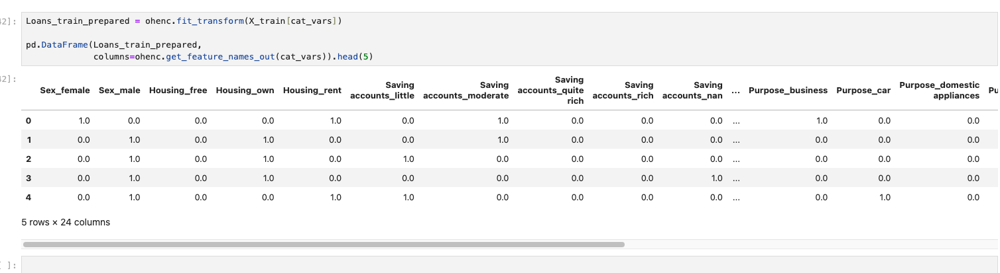 42]:
Loans_train_prepared = ohenc.fit_transform(X_train[cat_vars])
pd.DataFrame(Loans_train_prepared,
columns=ohenc.get_feature_names_out(cat_vars)).head(5)
42]:
Sex_female Sex_male Housing_free Housing_own Housing_rent Saving accounts_little Saving accounts_moderate Saving accounts_quite rich Saving accounts_rich Saving accounts_nan ... Purpose_business Purpose_car Purpose_domestic appliances Pu
0 1.0 0.0 0.0 0.0 1.0 0.0 1.0 0.0 0.0 0.0 ... 1.0 0.0 0.0
1 0.0 1.0 0.0 1.0 0.0 0.0 1.0 0.0 0.0 0.0 ... 0.0 0.0 0.0
2 0.0 1.0 0.0 1.0 0.0 1.0 0.0 0.0 0.0 0.0 ... 0.0 0.0 0.0
3 0.0 1.0 0.0 1.0 0.0 0.0 0.0 0.0 0.0 1.0 ... 0.0 0.0 0.0
4 0.0 1.0 0.0 0.0 1.0 1.0 0.0 0.0 0.0 0.0 ... 0.0 1.0 0.0
5 rows × 24 columns
[ ]: